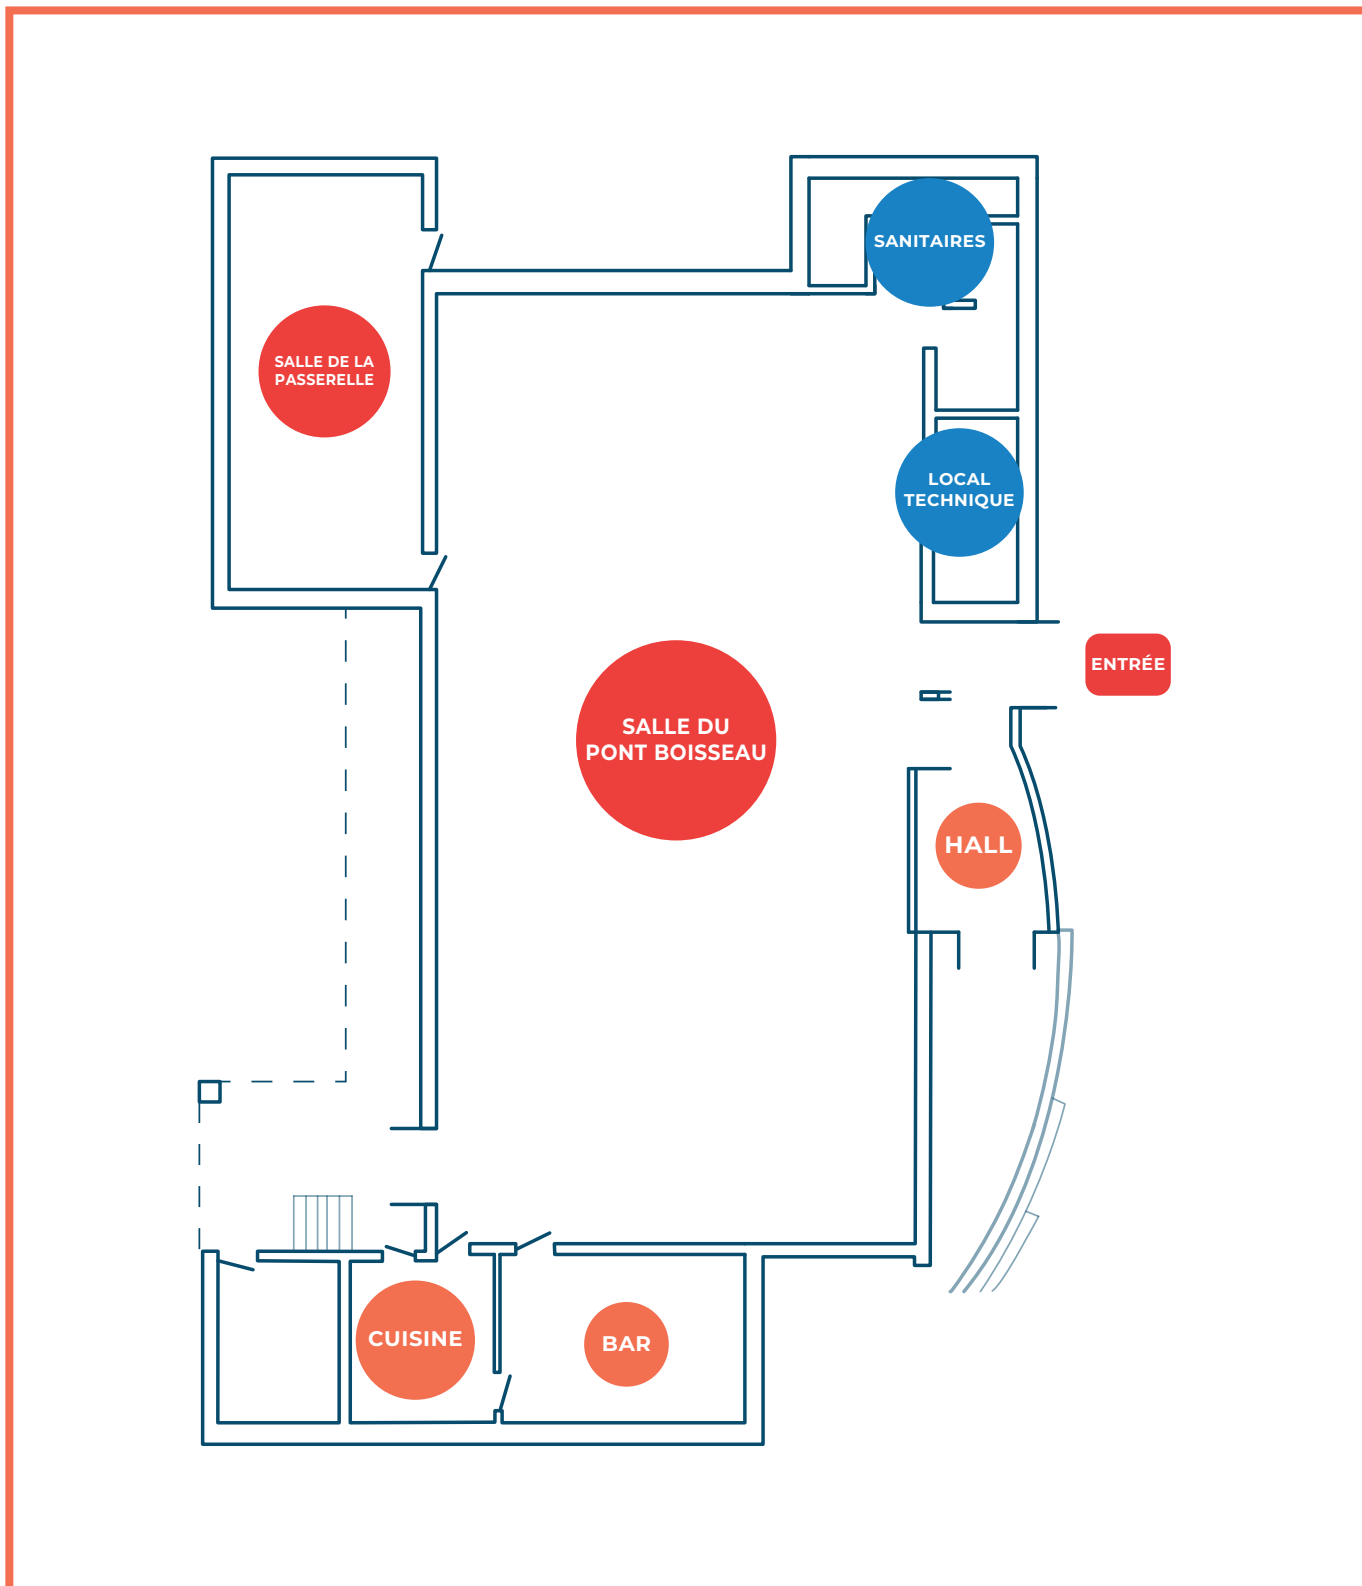 SANITAIRES
SALLE DE LA
PASSERELLE
LOCAL
TECHNIQUE
ENTRÉE
SALLE DU
PONT BOISSEAU
HALL
CUISINE
BAR